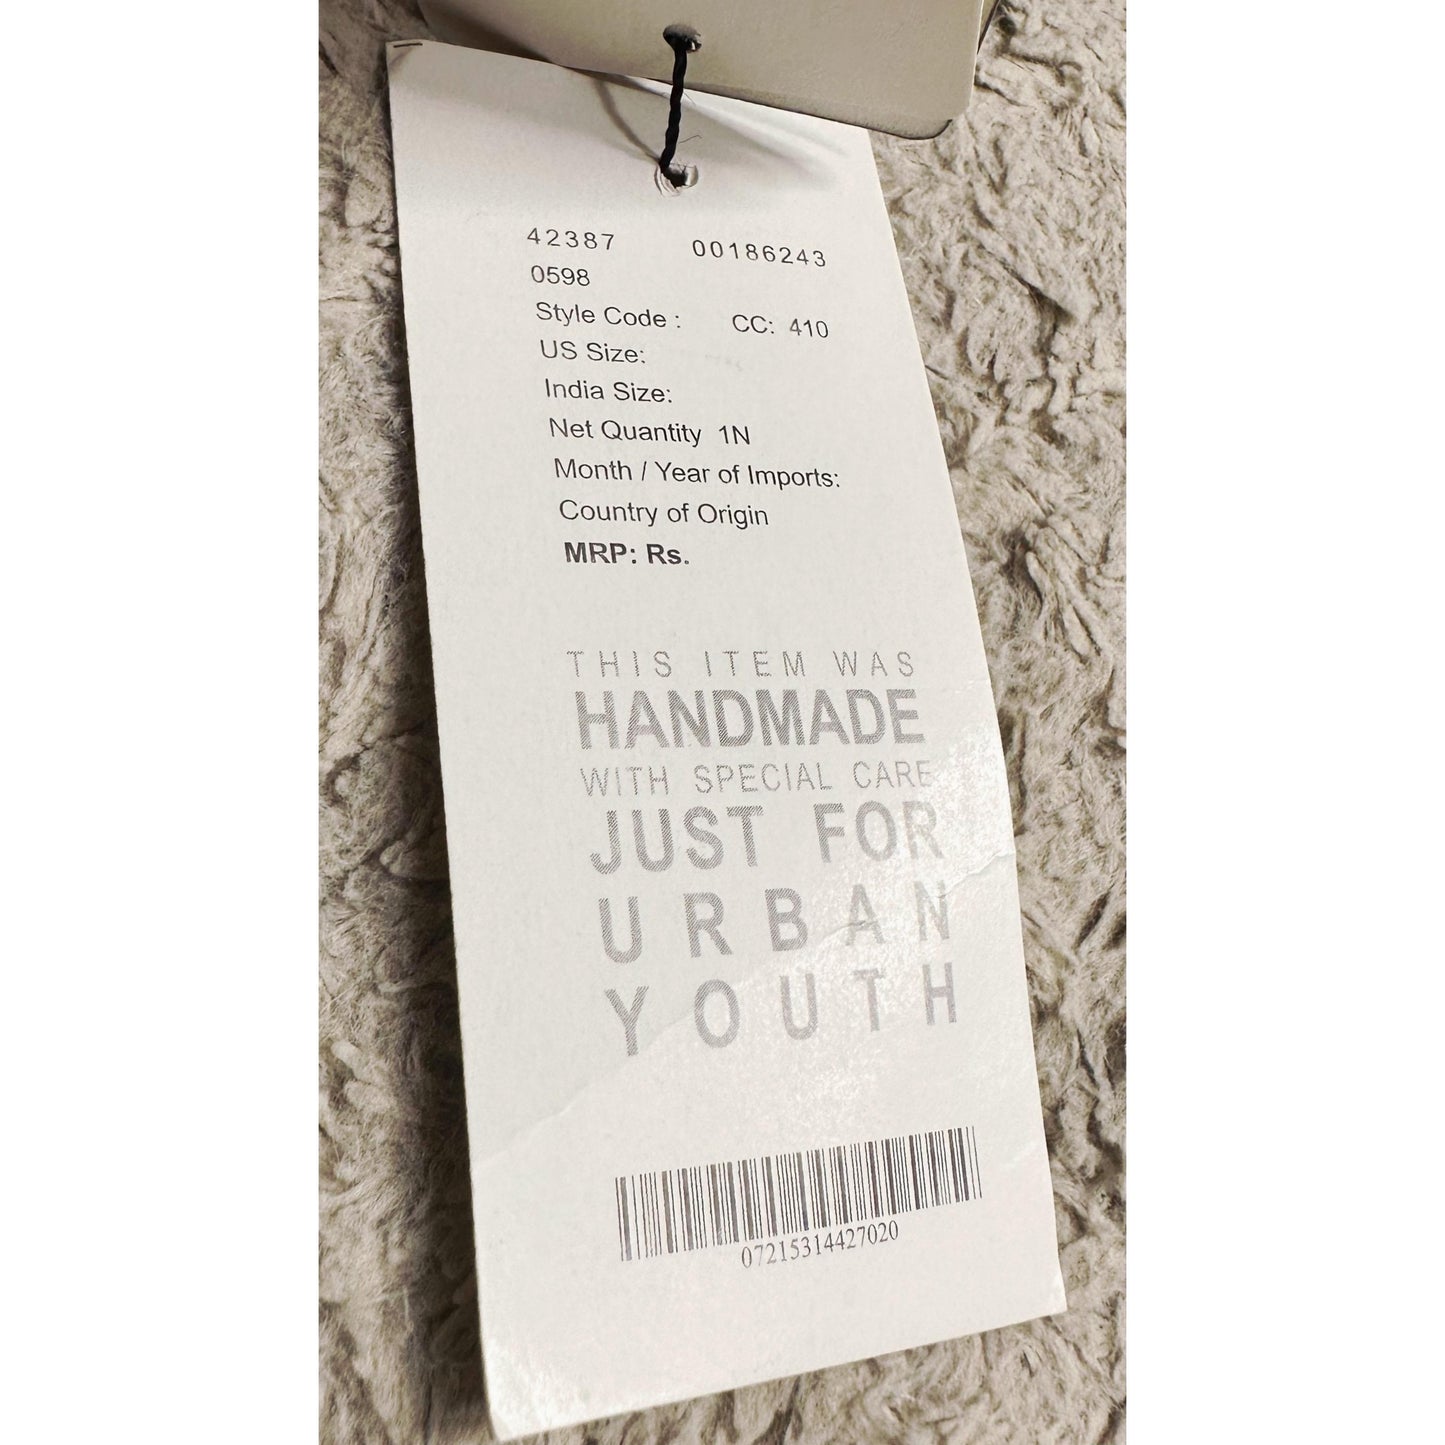 42387 00186243
0598
Style Code : CC: 410
US Size:
India Size:
Net Quantity 1N
Month / Year of Imports:
Country of Origin
MRP: Rs.
THIS ITEM WAS
HANDMADE
WITH SPECIAL CARE
JUST FOR
URBAN
YOUTH
07215314427020